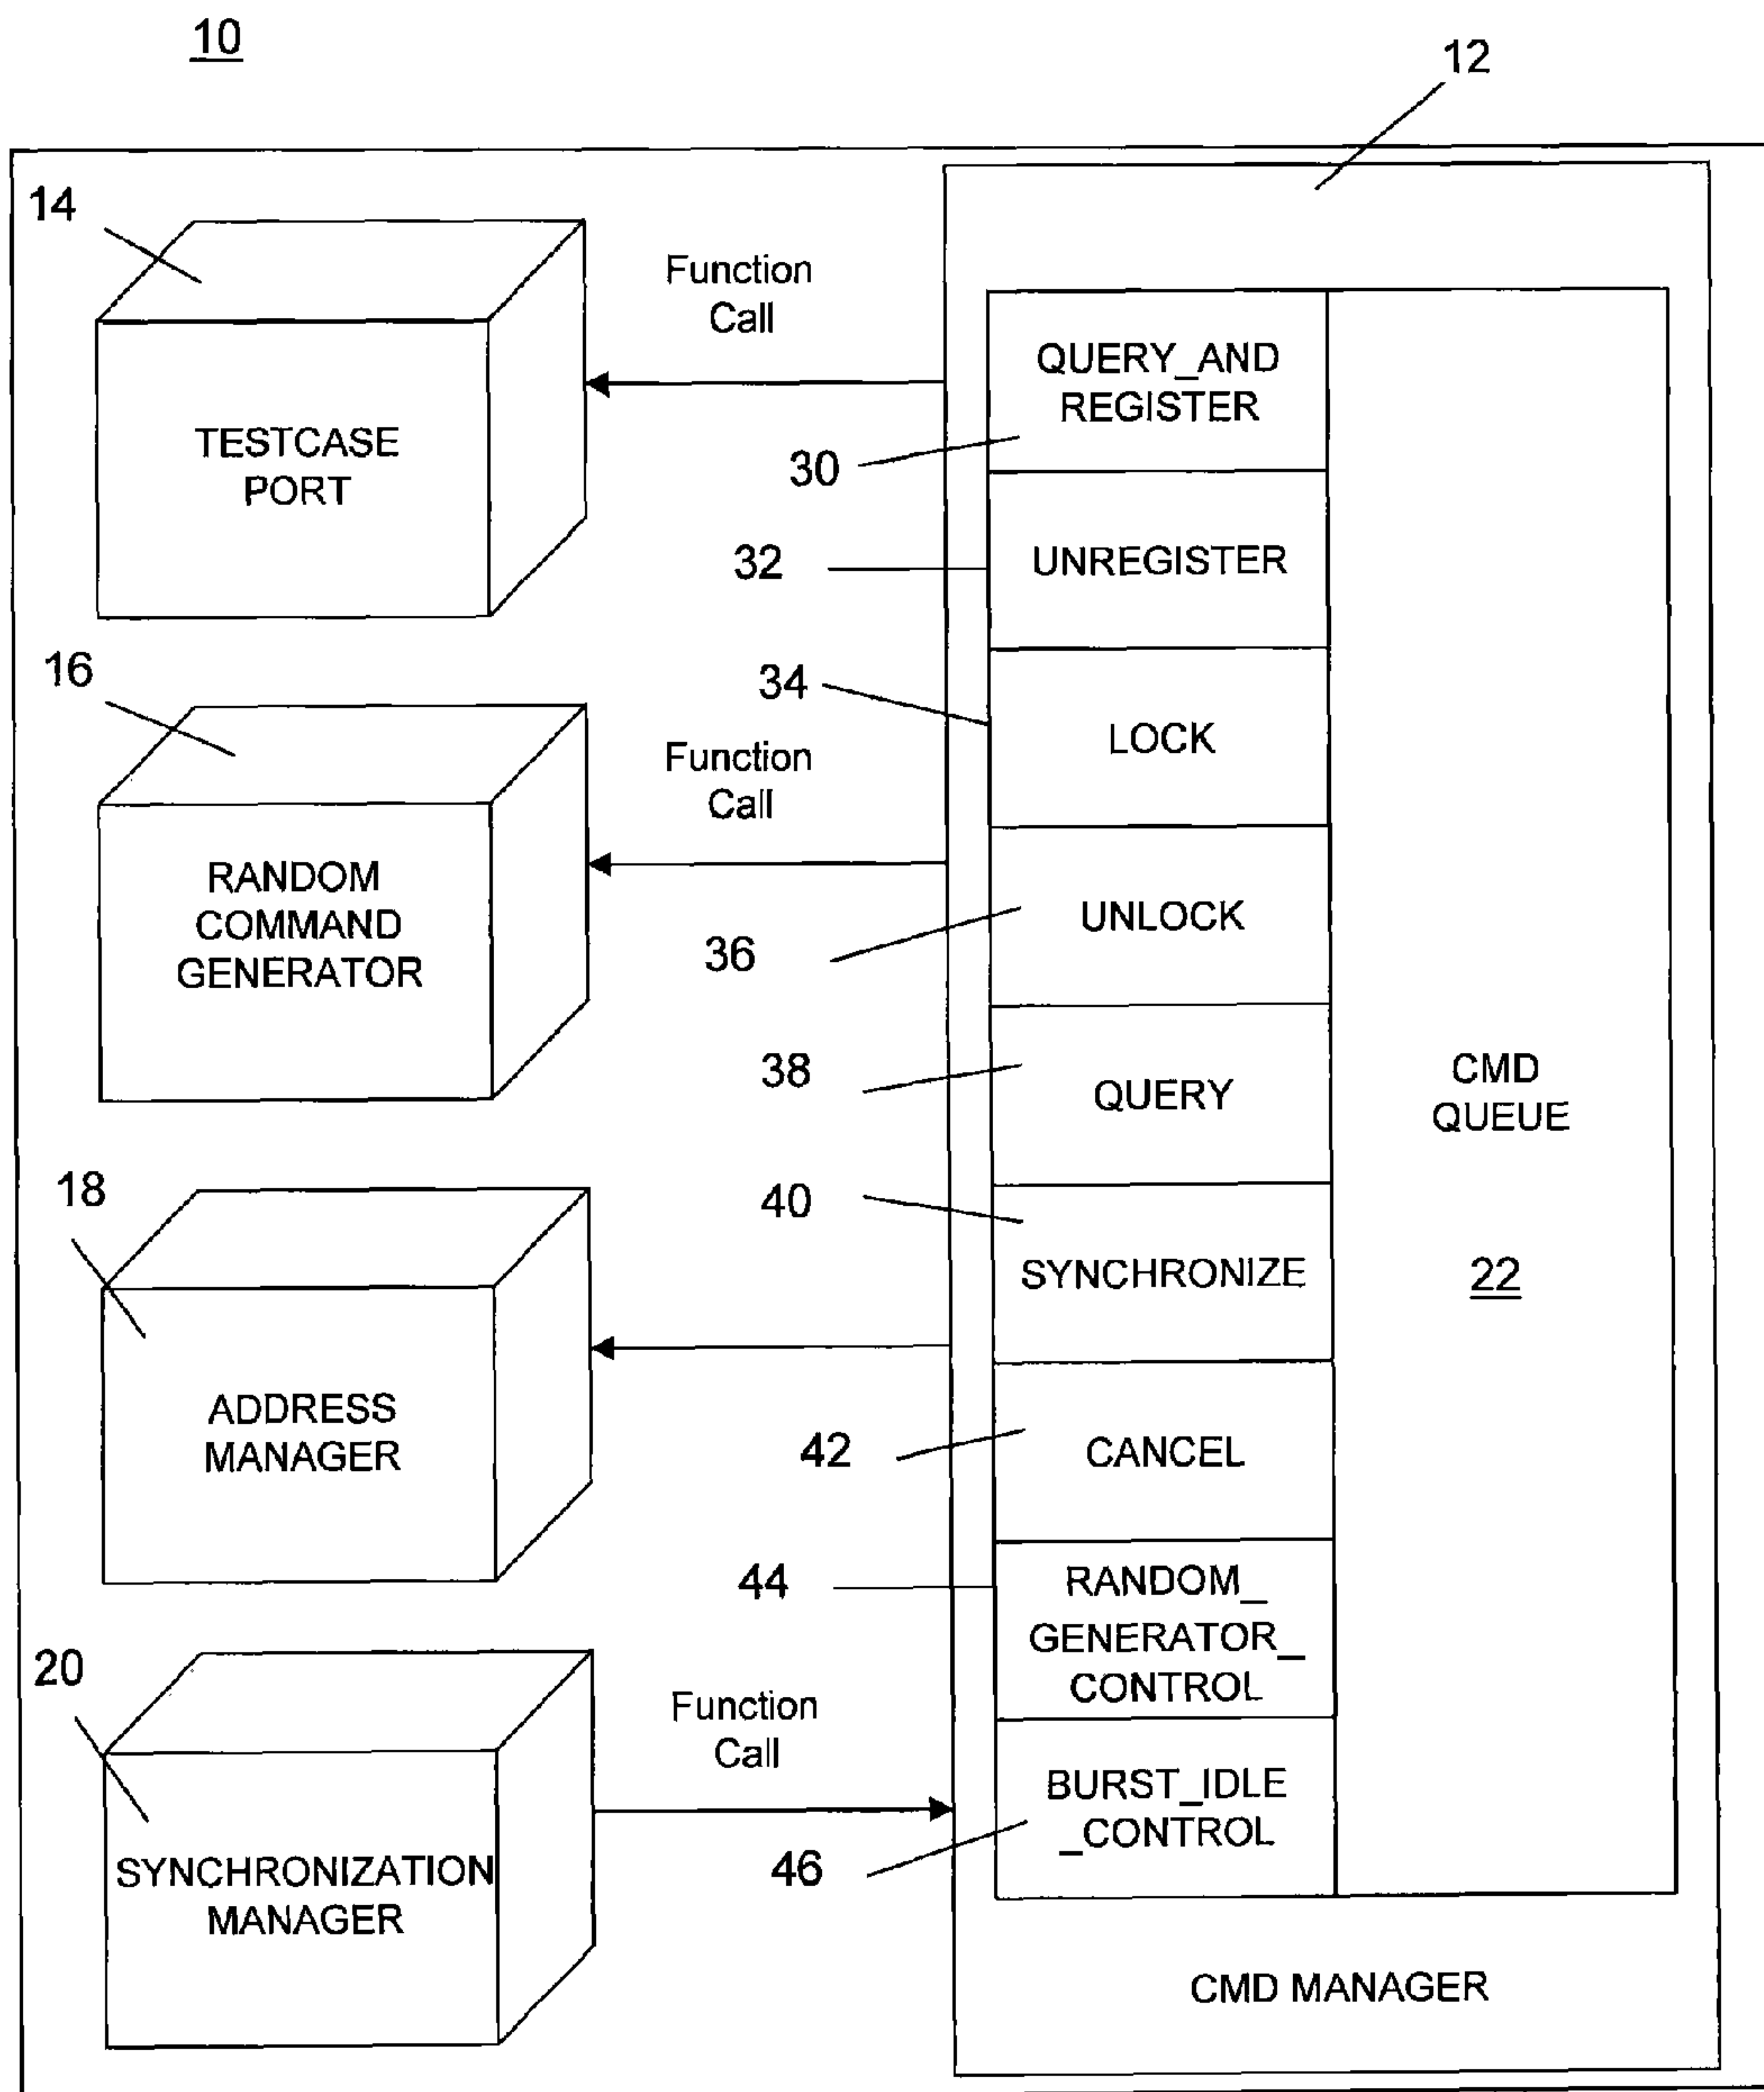 10
12
14
Function
Call
TESTCASE
PORT
16
Function
Call
RANDOM
COMMAND
GENERATOR
18
ADDRESS
MANAGER
20
Function
Call
SYNCHRONIZATION
MANAGER
QUERY_AND
REGISTER
30
UNREGISTER
32
LOCK
34
UNLOCK
36
QUERY
38
SYNCHRONIZE
40
CANCEL
42
RANDOM_
GENERATOR_
CONTROL
44
BURST_IDLE
_CONTROL
46
CMD
QUEUE
22
CMD MANAGER